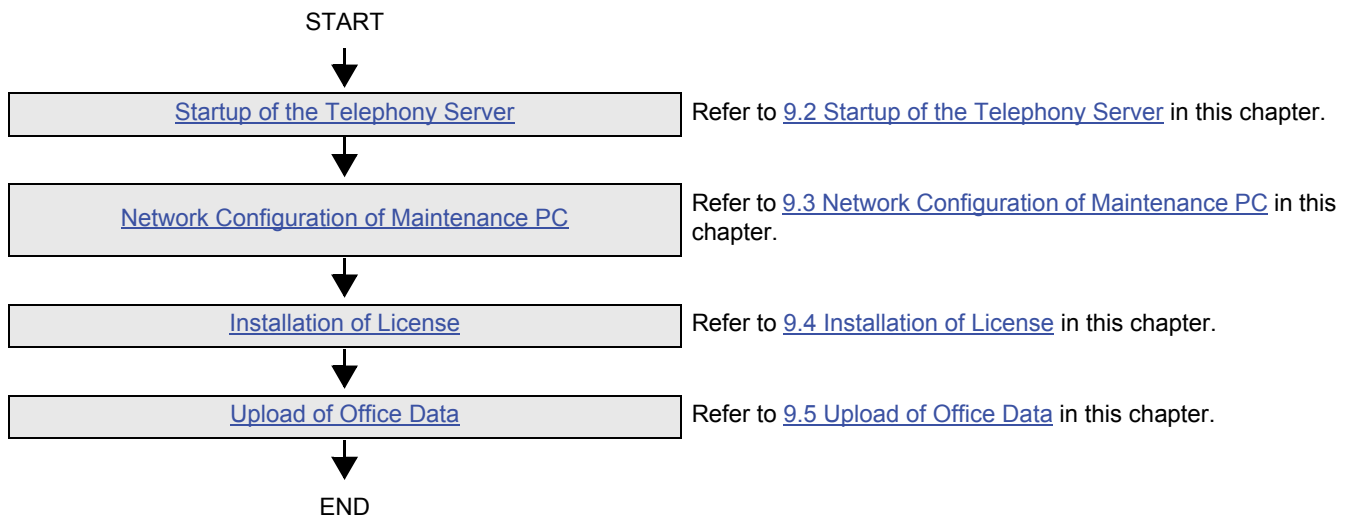 START
Startup of the Telephony Server
Refer to 9.2 Startup of the Telephony Server in this chapter.
Network Configuration of Maintenance PC
Refer to 9.3 Network Configuration of Maintenance PC in this
chapter.
Installation of License
Refer to 9.4 Installation of License in this chapter.
Upload of Office Data
Refer to 9.5 Upload of Office Data in this chapter.
END